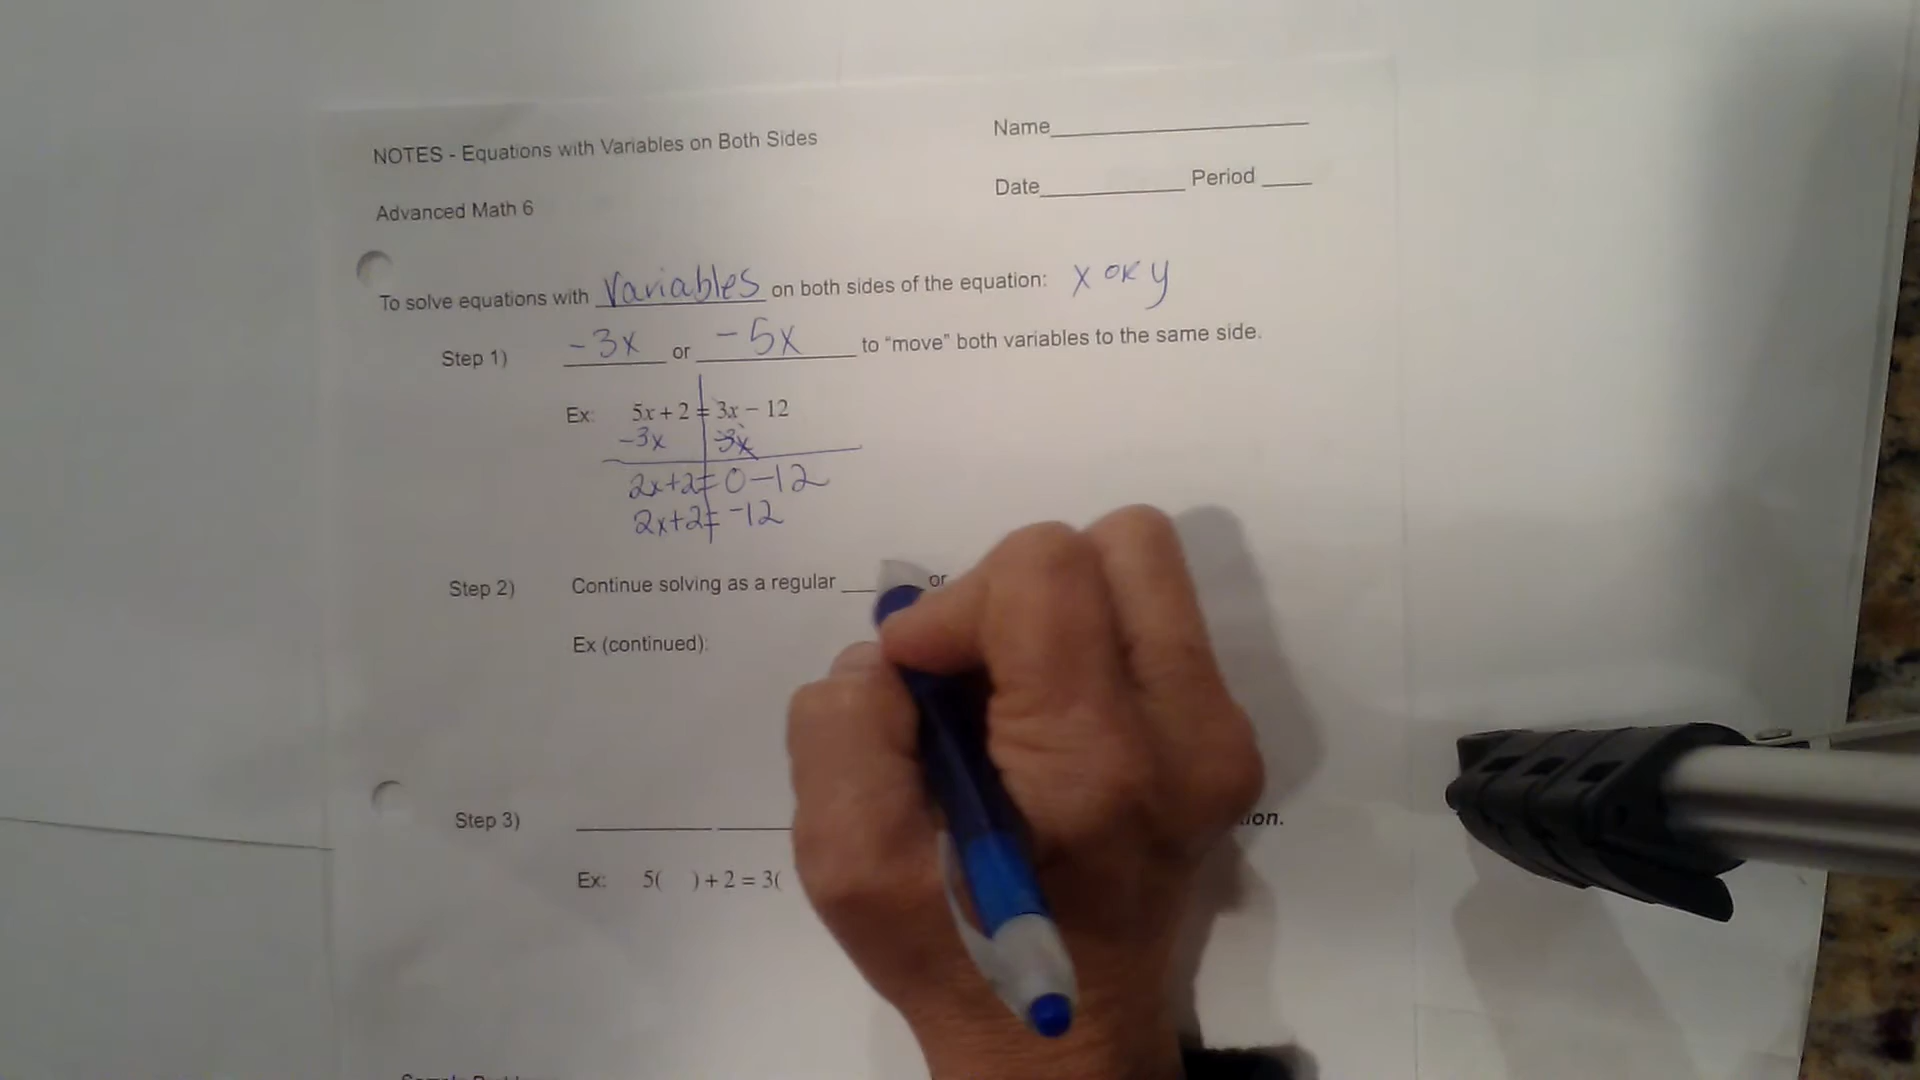 NOTES - Equations with Variables on Both Sides
Name
Date Period
Advanced Math 6
To solve equations with Variables on both sides of the equation: x or y
Step 1) -3x or -5x to “move” both variables to the same side.
Ex: 5x + 2 = 3x - 12
-3x -3x
2x+2=0-12
2x+2=-12
Step 2) Continue solving as a regular or
Ex (continued):
Step 3)
Ex: 5( ) + 2 = 3(